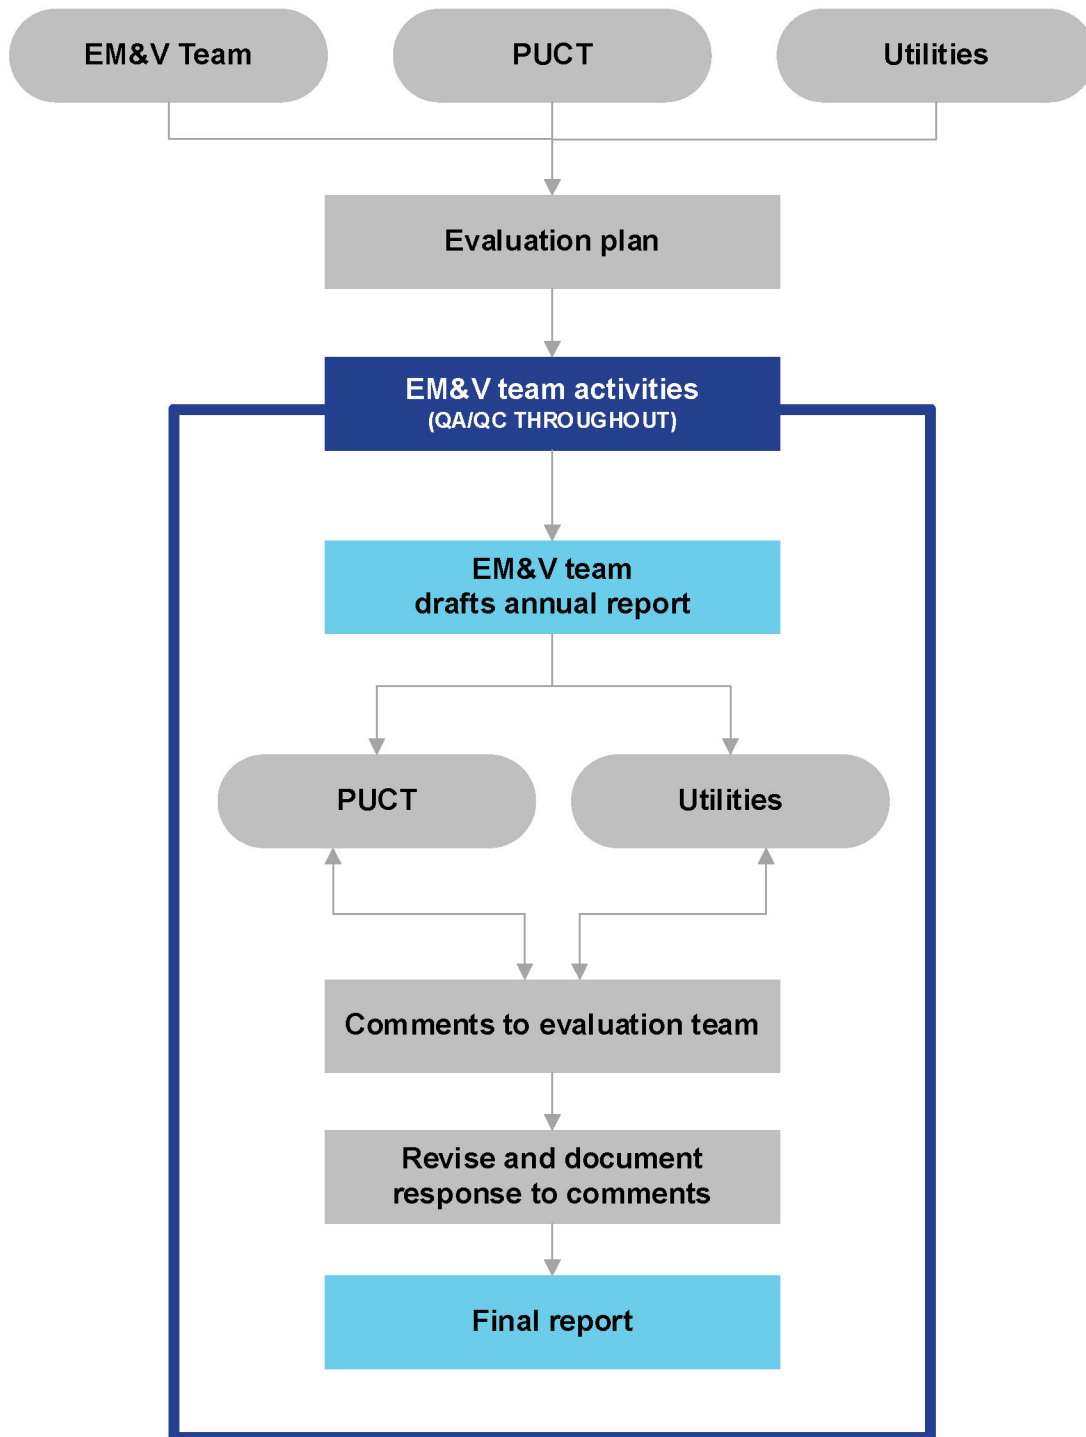 EM&V Team
PUCT
Utilities
Evaluation plan
EM&V team activities
(QA/QC THROUGHOUT)
EM&V team
drafts annual report
PUCT
Utilities
Comments to evaluation team
Revise and document
response to comments
Final report